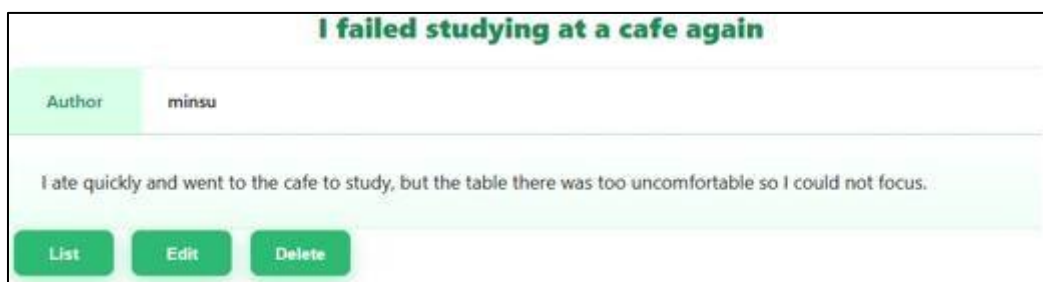 I failed studying at a cafe again
Author minsu
I ate quickly and went to the cafe to study, but the table there was too uncomfortable so I could not focus.
List Edit Delete